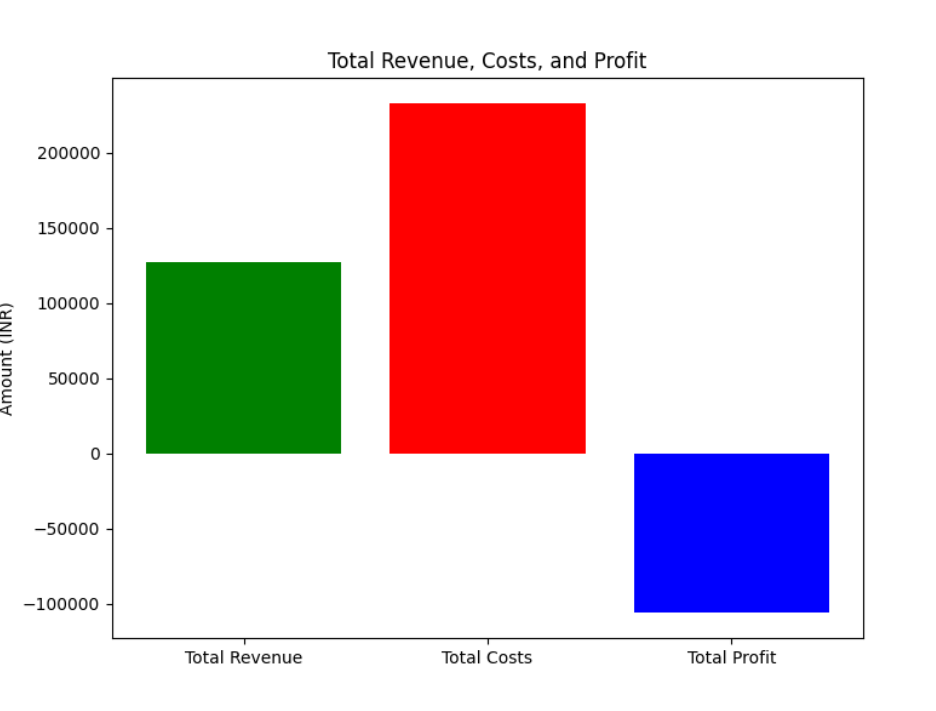 Total Revenue, Costs, and Profit
Amount (INR)
200000
150000
100000
50000
0
−50000
−100000
Total Revenue
Total Costs
Total Profit